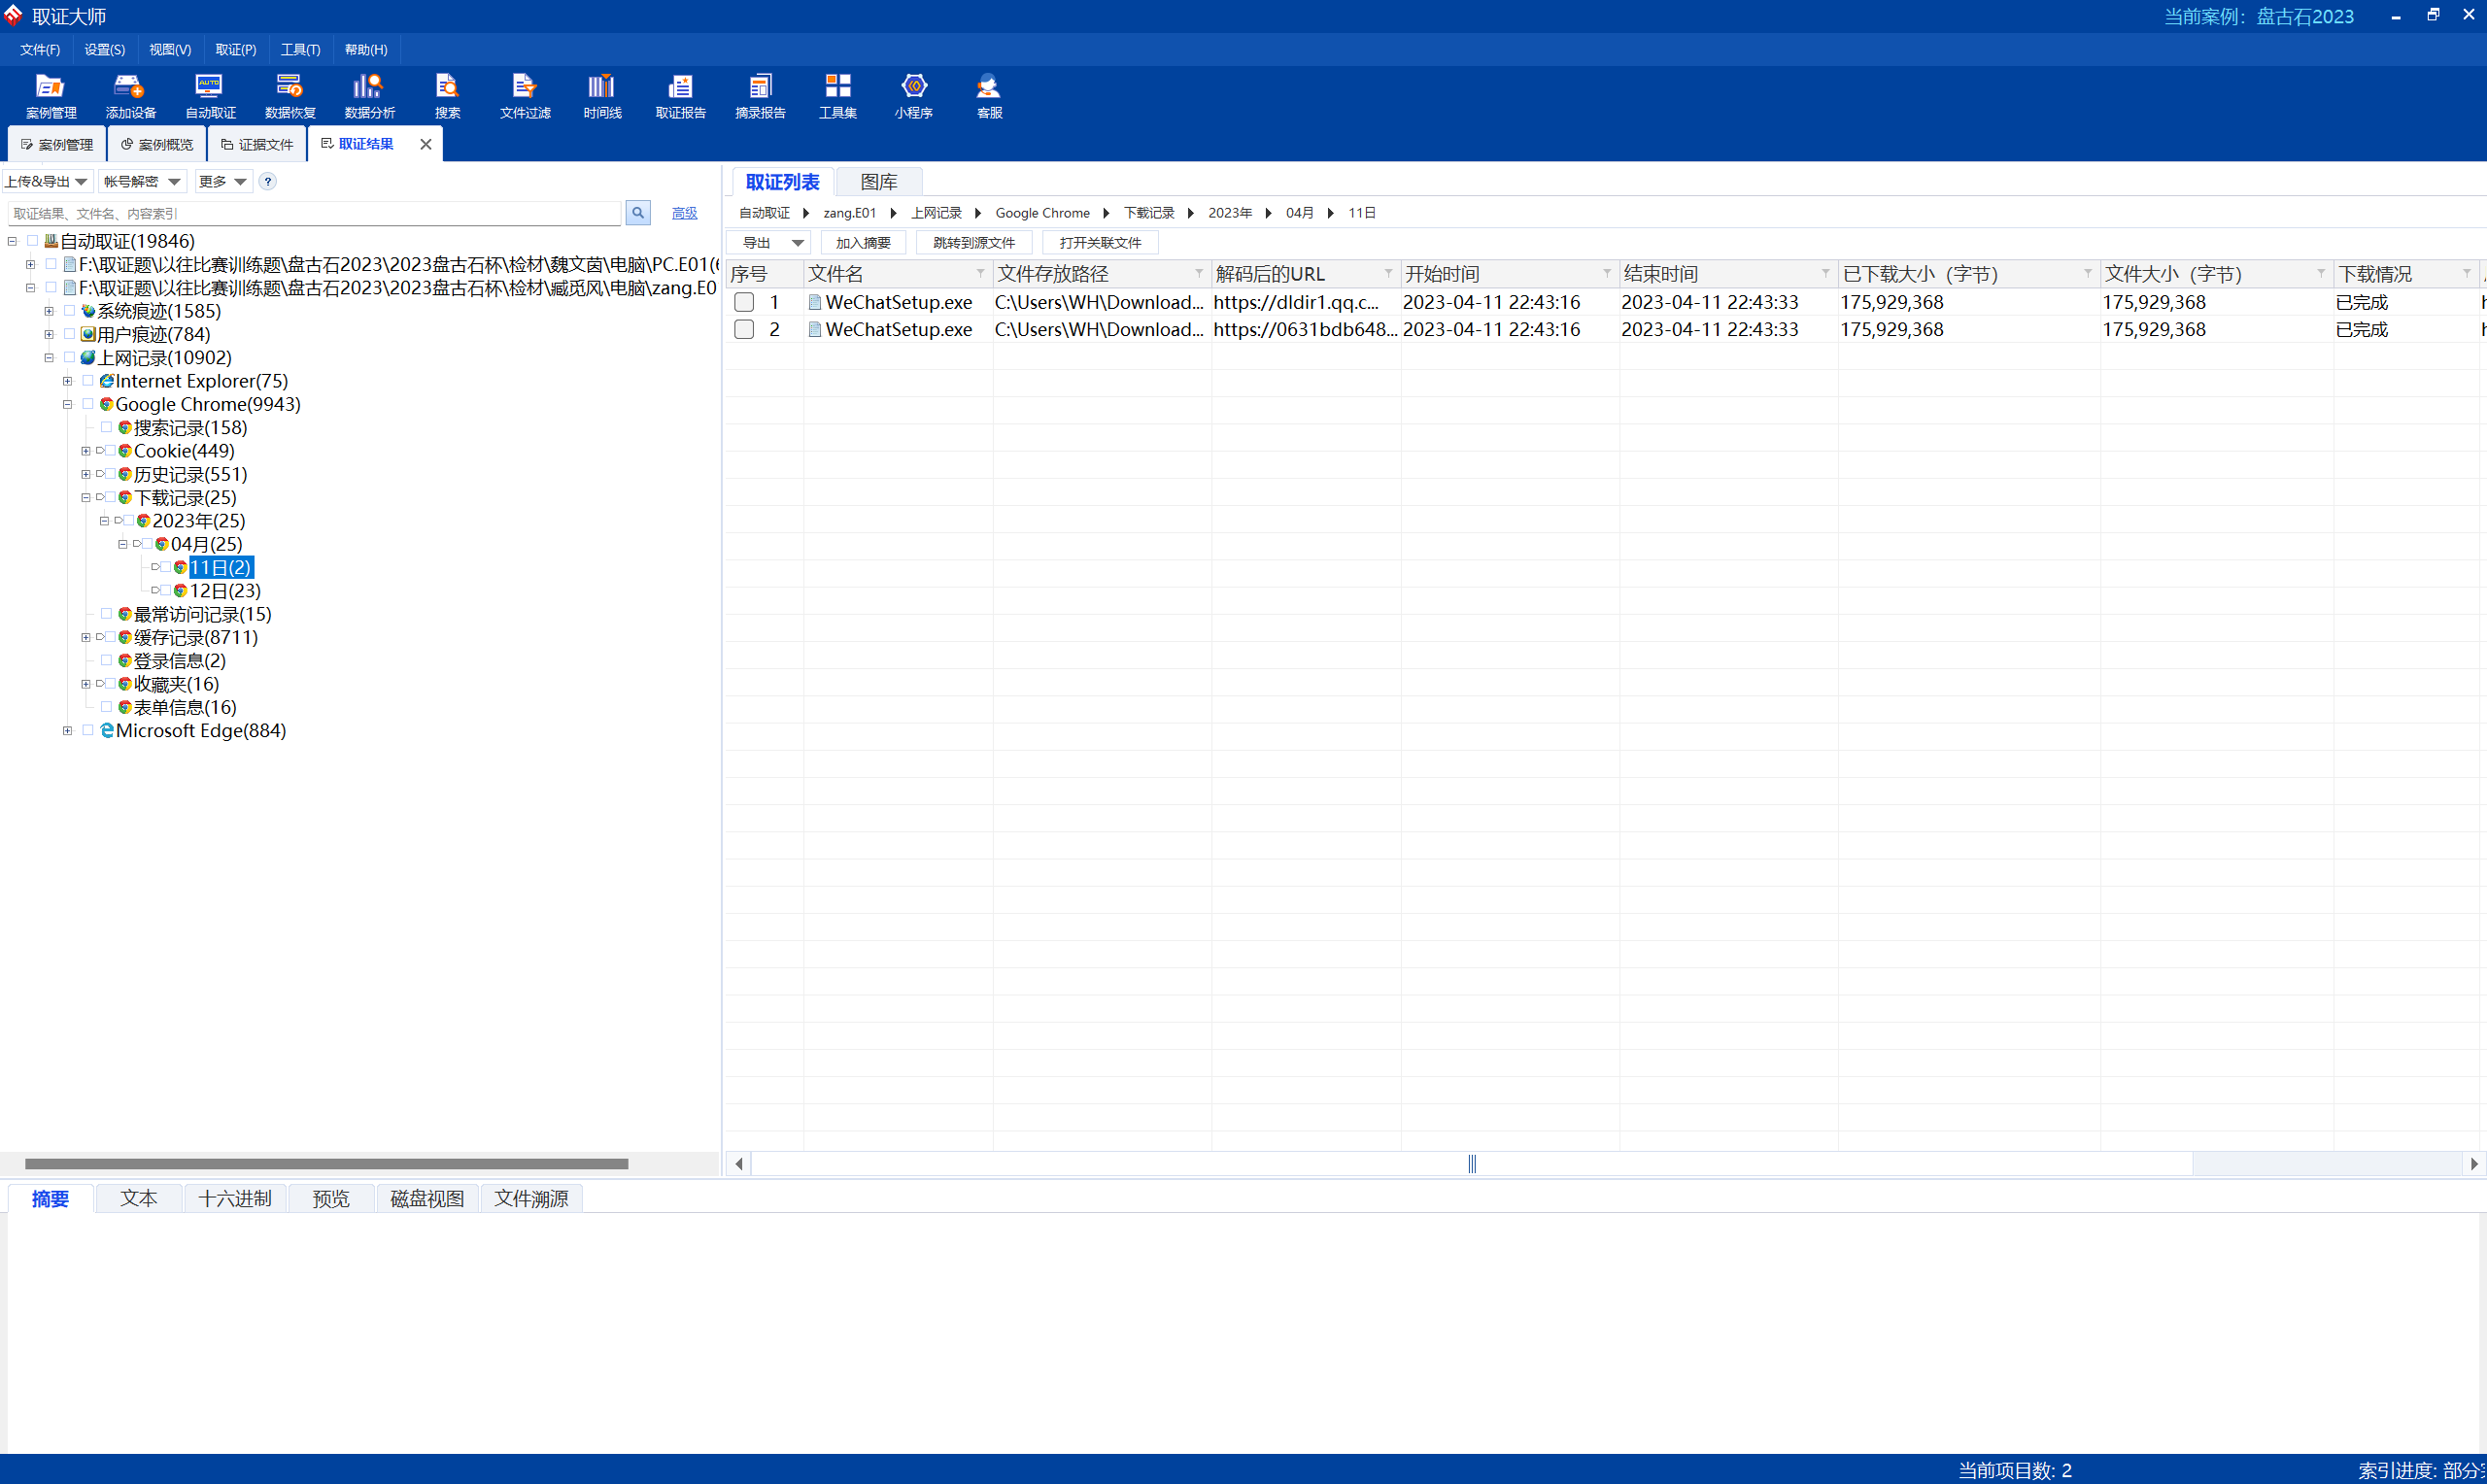 取证大师
当前案例：盘古石2023
文件(F) 设置(S) 视图(V) 取证(P) 工具(T) 帮助(H)
案例管理 添加设备 自动取证 数据恢复 数据分析 搜索 文件过滤 时间线 取证报告 摘录报告 工具集 小程序 客服
案例管理 案例概览 证据文件 取证结果
上传&导出 帐号解密 更多 ?
取证结果、文件名、内容索引 高级
自动取证(19846)
F:\取证题\以往比赛训练题\盘古石2023\2023盘古石杯\检材\魏文茵\电脑\PC.E01(6
F:\取证题\以往比赛训练题\盘古石2023\2023盘古石杯\检材\臧觅风\电脑\zang.E0
系统痕迹(1585)
用户痕迹(784)
上网记录(10902)
Internet Explorer(75)
Google Chrome(9943)
搜索记录(158)
Cookie(449)
历史记录(551)
下载记录(25)
2023年(25)
04月(25)
11日(2)
12日(23)
最常访问记录(15)
缓存记录(8711)
登录信息(2)
收藏夹(16)
表单信息(16)
Microsoft Edge(884)
取证列表 图库
自动取证 zang.E01 上网记录 Google Chrome 下载记录 2023年 04月 11日
导出 加入摘要 跳转到源文件 打开关联文件
序号 文件名 文件存放路径 解码后的URL 开始时间 结束时间 已下载大小（字节） 文件大小（字节） 下载情况
1 WeChatSetup.exe C:\Users\WH\Download... https://dldir1.qq.c... 2023-04-11 22:43:16 2023-04-11 22:43:33 175,929,368 175,929,368 已完成
2 WeChatSetup.exe C:\Users\WH\Download... https://0631bdb648... 2023-04-11 22:43:16 2023-04-11 22:43:33 175,929,368 175,929,368 已完成
摘要 文本 十六进制 预览 磁盘视图 文件溯源
当前项目数: 2
索引进度: 部分